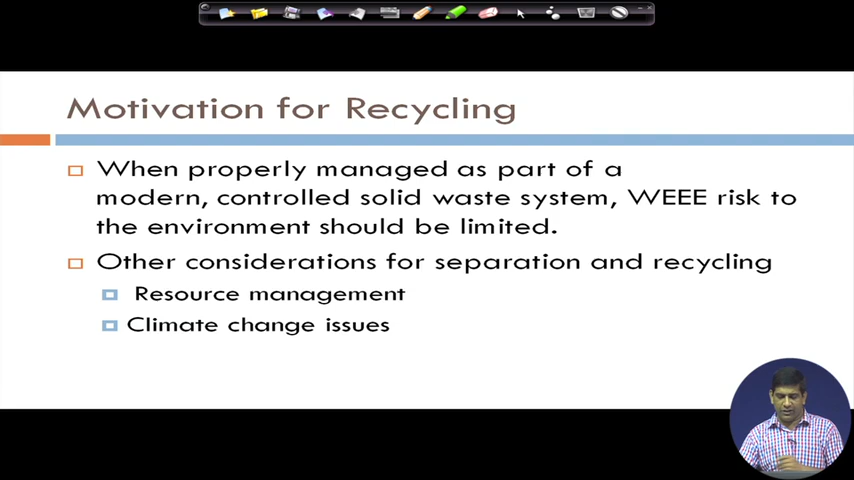 Motivation for Recycling
When properly managed as part of a
modern, controlled solid waste system, WEEE risk to
the environment should be limited.
Other considerations for separation and recycling
Resource management
Climate change issues